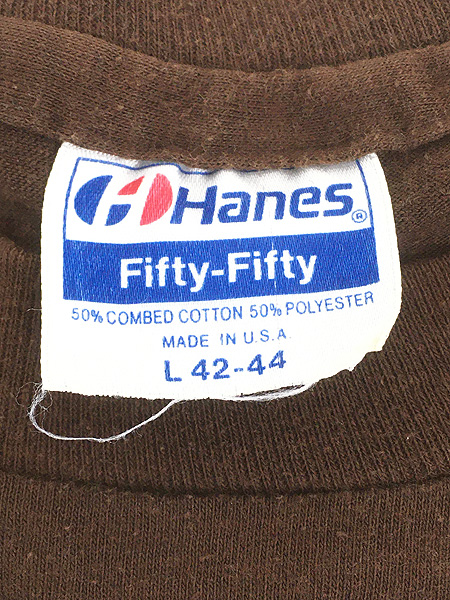 Hanes®
Fifty-Fifty
50% COMBED COTTON 50% POLYESTER
MADE IN U.S.A.
L 42-44